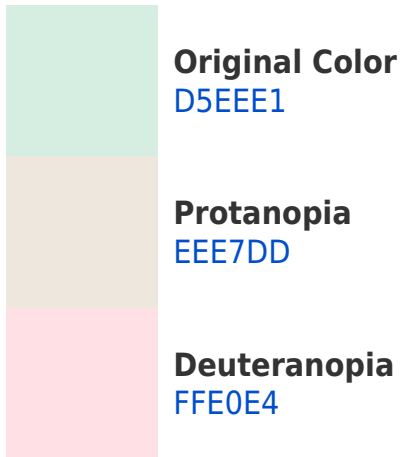 Original Color
D5EEE1
Protanopia
EEE7DD
Deuteranopia
FFE0E4